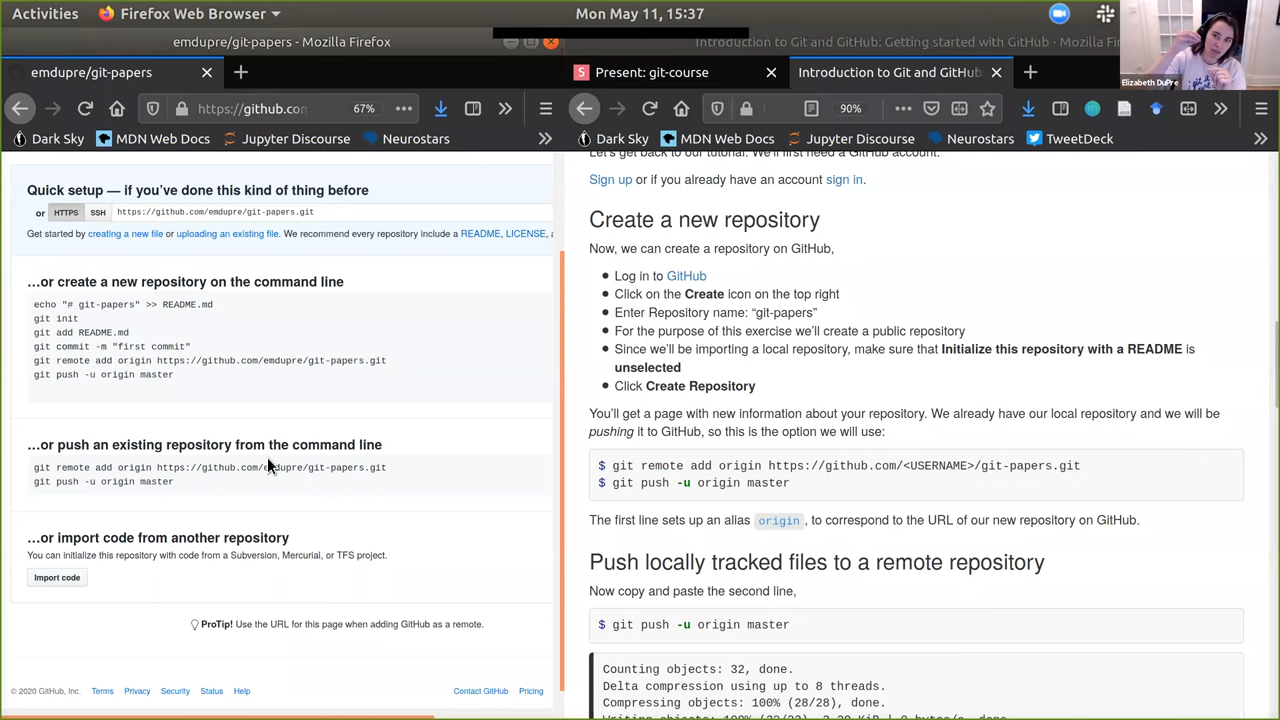 Activities
Firefox Web Browser
Mon May 11, 15:37
emdupre/git-papers - Mozilla Firefox
Introduction to Git and GitHub: Getting started with GitHub - Mozilla Fi
Elizabeth DuPre
emdupre/git-papers
Present: git-course
Introduction to Git and GitHub
https://github.co
67%
90%
Dark Sky
MDN Web Docs
Jupyter Discourse
Neurostars
Dark Sky
MDN Web Docs
Jupyter Discourse
Neurostars
TweetDeck
Quick setup — if you've done this kind of thing before
or HTTPS SSH https://github.com/emdupre/git-papers.git
Get started by creating a new file or uploading an existing file. We recommend every repository include a README, LICENSE, a
…or create a new repository on the command line
echo "# git-papers" >> README.md
git init
git add README.md
git commit -m "first commit"
git remote add origin https://github.com/emdupre/git-papers.git
git push -u origin master
…or push an existing repository from the command line
git remote add origin https://github.com/emdupre/git-papers.git
git push -u origin master
…or import code from another repository
You can initialize this repository with code from a Subversion, Mercurial, or TFS project.
Import code
ProTip! Use the URL for this page when adding GitHub as a remote.
© 2020 GitHub, Inc. Terms Privacy Security Status Help Contact GitHub Pricing
Let's get back to our tutorial. We'll first need a GitHub account.
Sign up or if you already have an account sign in.
Create a new repository
Now, we can create a repository on GitHub,
• Log in to GitHub
• Click on the Create icon on the top right
• Enter Repository name: “git-papers”
• For the purpose of this exercise we’ll create a public repository
• Since we’ll be importing a local repository, make sure that Initialize this repository with a README is
unselected
• Click Create Repository
You’ll get a page with new information about your repository. We already have our local repository and we will be
pushing it to GitHub, so this is the option we will use:
$ git remote add origin https://github.com/<USERNAME>/git-papers.git
$ git push -u origin master
The first line sets up an alias origin, to correspond to the URL of our new repository on GitHub.
Push locally tracked files to a remote repository
Now copy and paste the second line,
$ git push -u origin master
Counting objects: 32, done.
Delta compression using up to 8 threads.
Compressing objects: 100% (28/28), done.